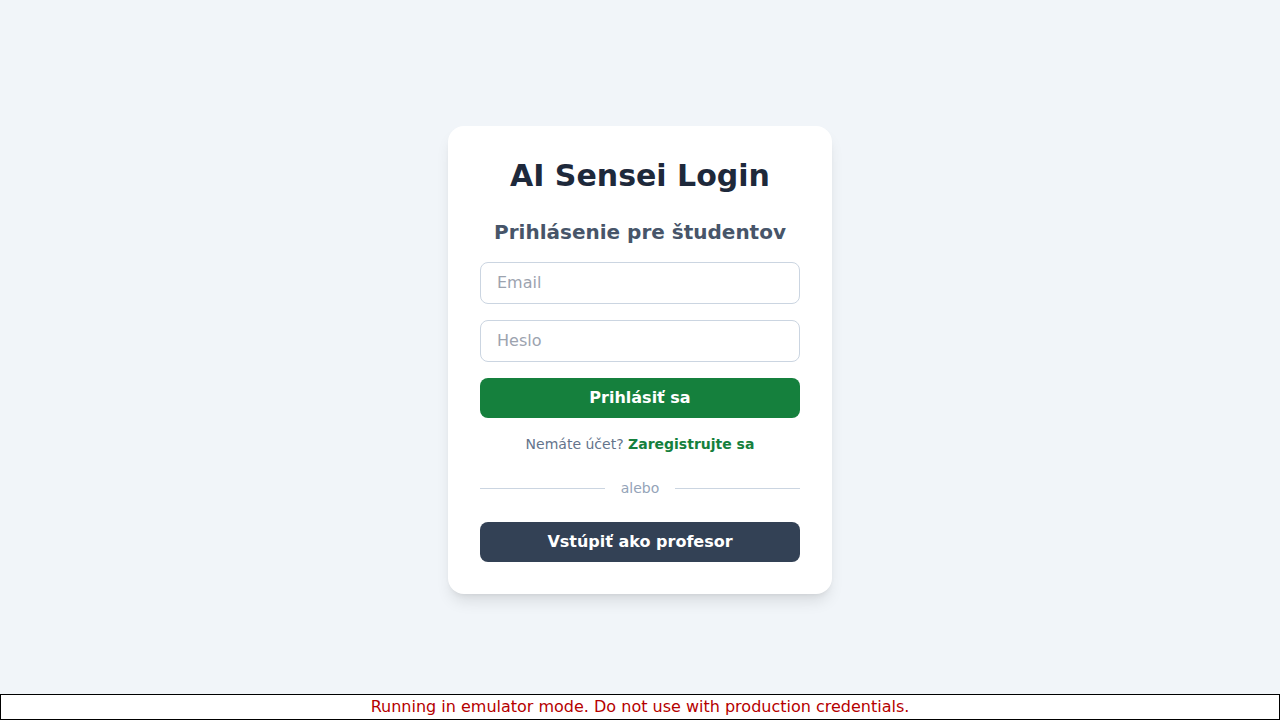 AI Sensei Login
Prihlásenie pre študentov
Email
Heslo
Prihlásiť sa
Nemáte účet? Zaregistrujte sa
alebo
Vstúpiť ako profesor
Running in emulator mode. Do not use with production credentials.